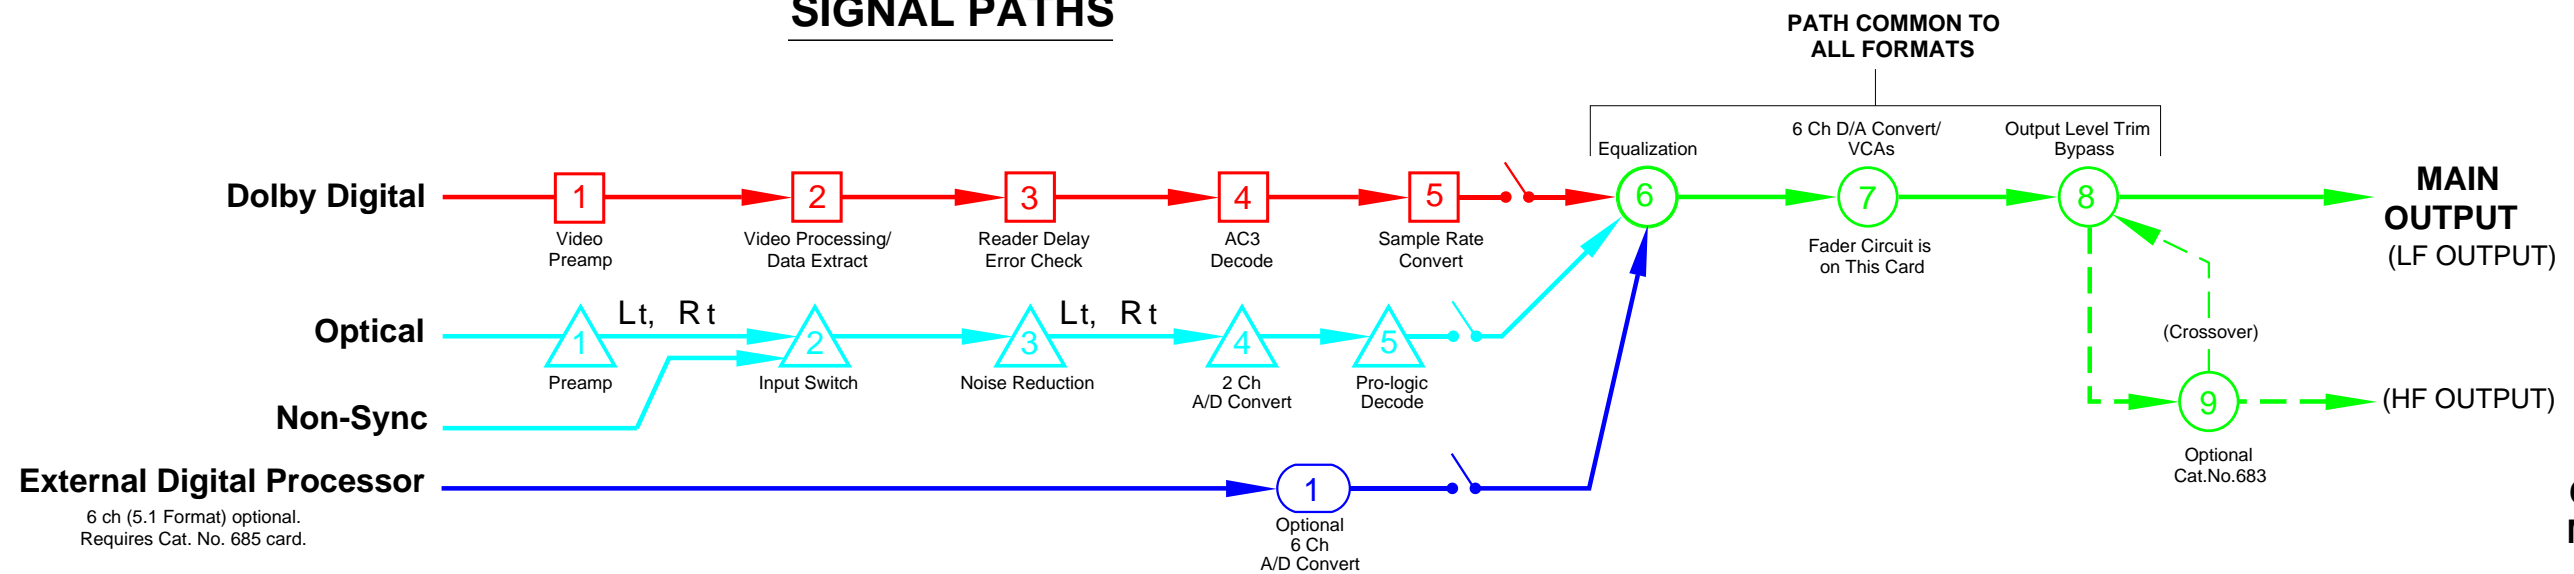 SIGNAL PATHS
PATH COMMON TO
ALL FORMATS
Equalization
6 Ch D/A Convert/
VCAs
Output Level Trim
Bypass
Dolby Digital
1
2
3
4
5
6
7
8
MAIN
OUTPUT
(LF OUTPUT)
Video
Preamp
Video Processing/
Data Extract
Reader Delay
Error Check
AC3
Decode
Sample Rate
Convert
Fader Circuit is
on This Card
Optical
1
Lt, Rt
2
3
Lt, Rt
4
5
Preamp
Input Switch
Noise Reduction
2 Ch
A/D Convert
Pro-logic
Decode
(Crossover)
Non-Sync
9
(HF OUTPUT)
Optional
Cat.No.683
External Digital Processor
6 ch (5.1 Format) optional.
Requires Cat. No. 685 card.
1
Optional
6 Ch
A/D Convert